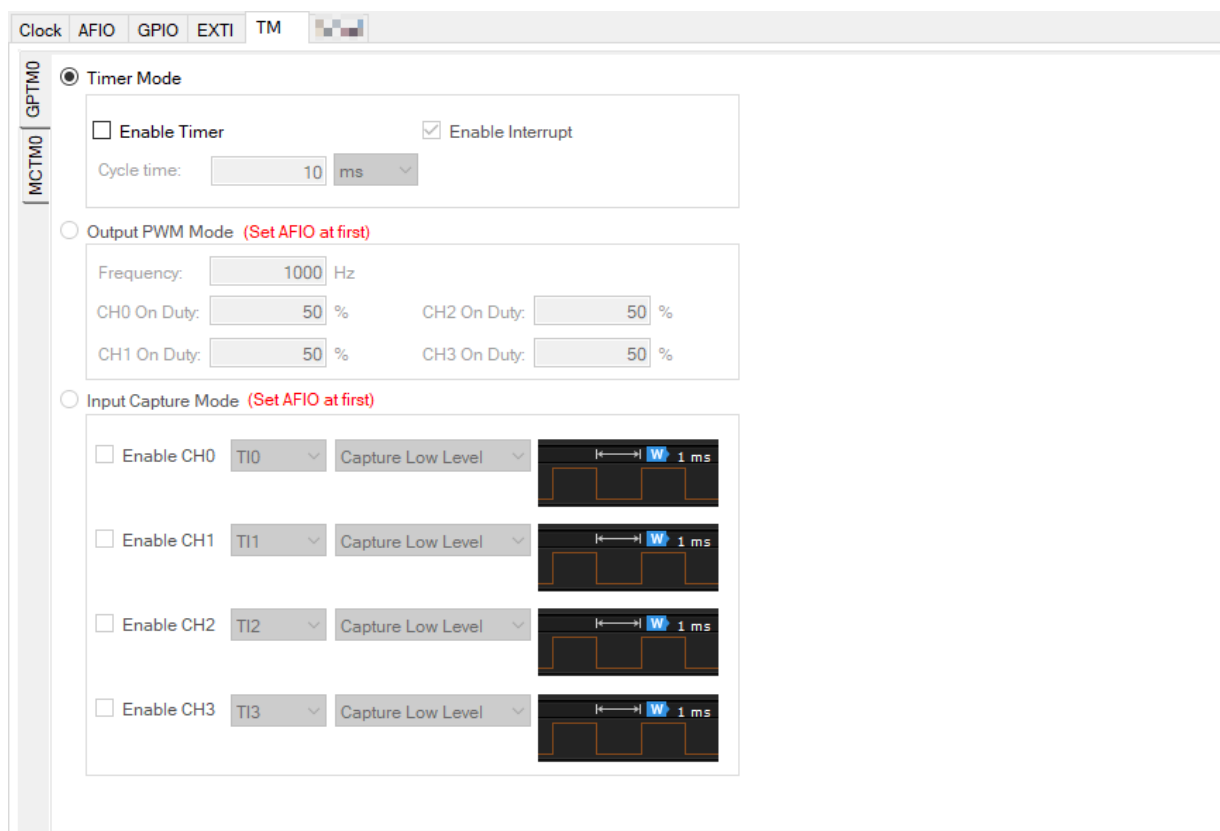 Clock AFIO GPIO EXTI TM
GPTM0
MCTM0
Timer Mode
Enable Timer Enable Interrupt
Cycle time: 10 ms
Output PWM Mode (Set AFIO at first)
Frequency: 1000 Hz
CH0 On Duty: 50 % CH2 On Duty: 50 %
CH1 On Duty: 50 % CH3 On Duty: 50 %
Input Capture Mode (Set AFIO at first)
Enable CH0 TI0 Capture Low Level W 1 ms
Enable CH1 TI1 Capture Low Level W 1 ms
Enable CH2 TI2 Capture Low Level W 1 ms
Enable CH3 TI3 Capture Low Level W 1 ms